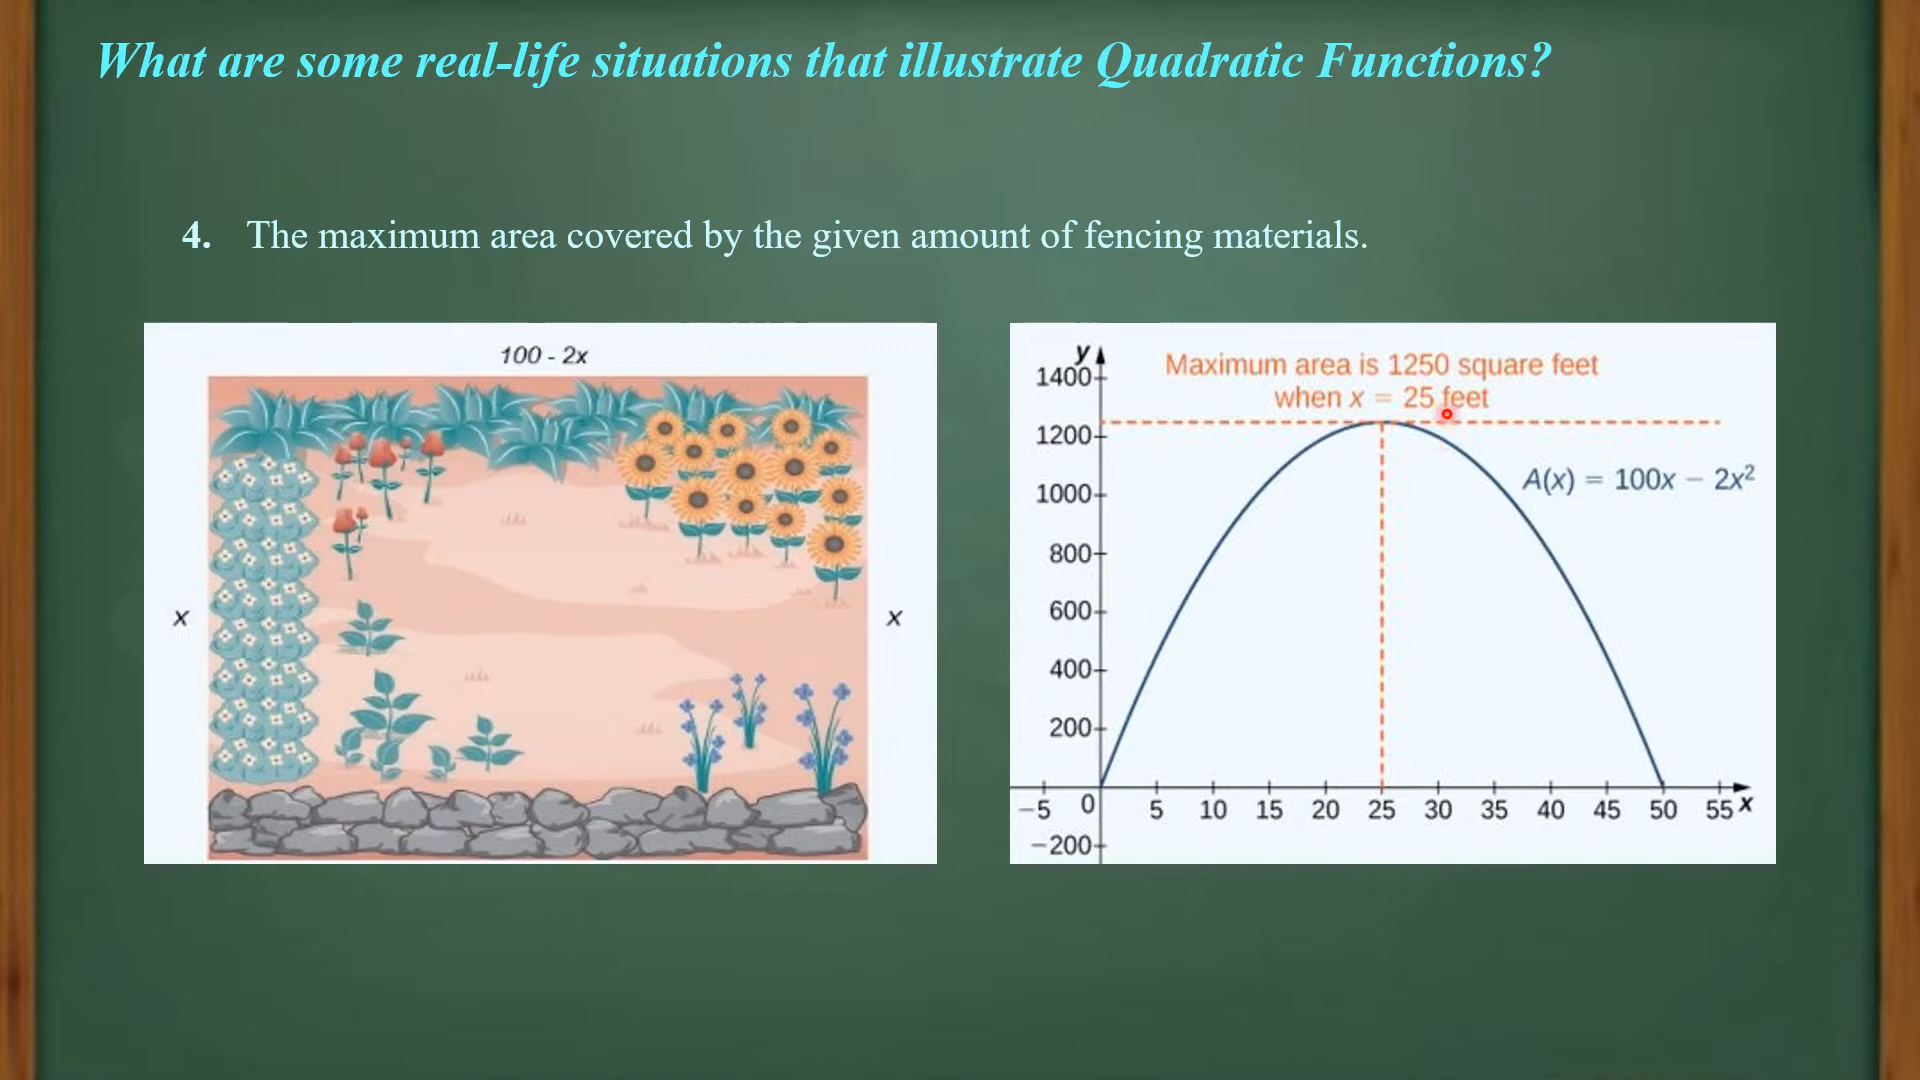 What are some real-life situations that illustrate Quadratic Functions?
4. The maximum area covered by the given amount of fencing materials.
100 - 2x
x
x
y
Maximum area is 1250 square feet
when x = 25 feet
A(x) = 100x − 2x²
1400
1200
1000
800
600
400
200
−5 0 5 10 15 20 25 30 35 40 45 50 55 x
−200